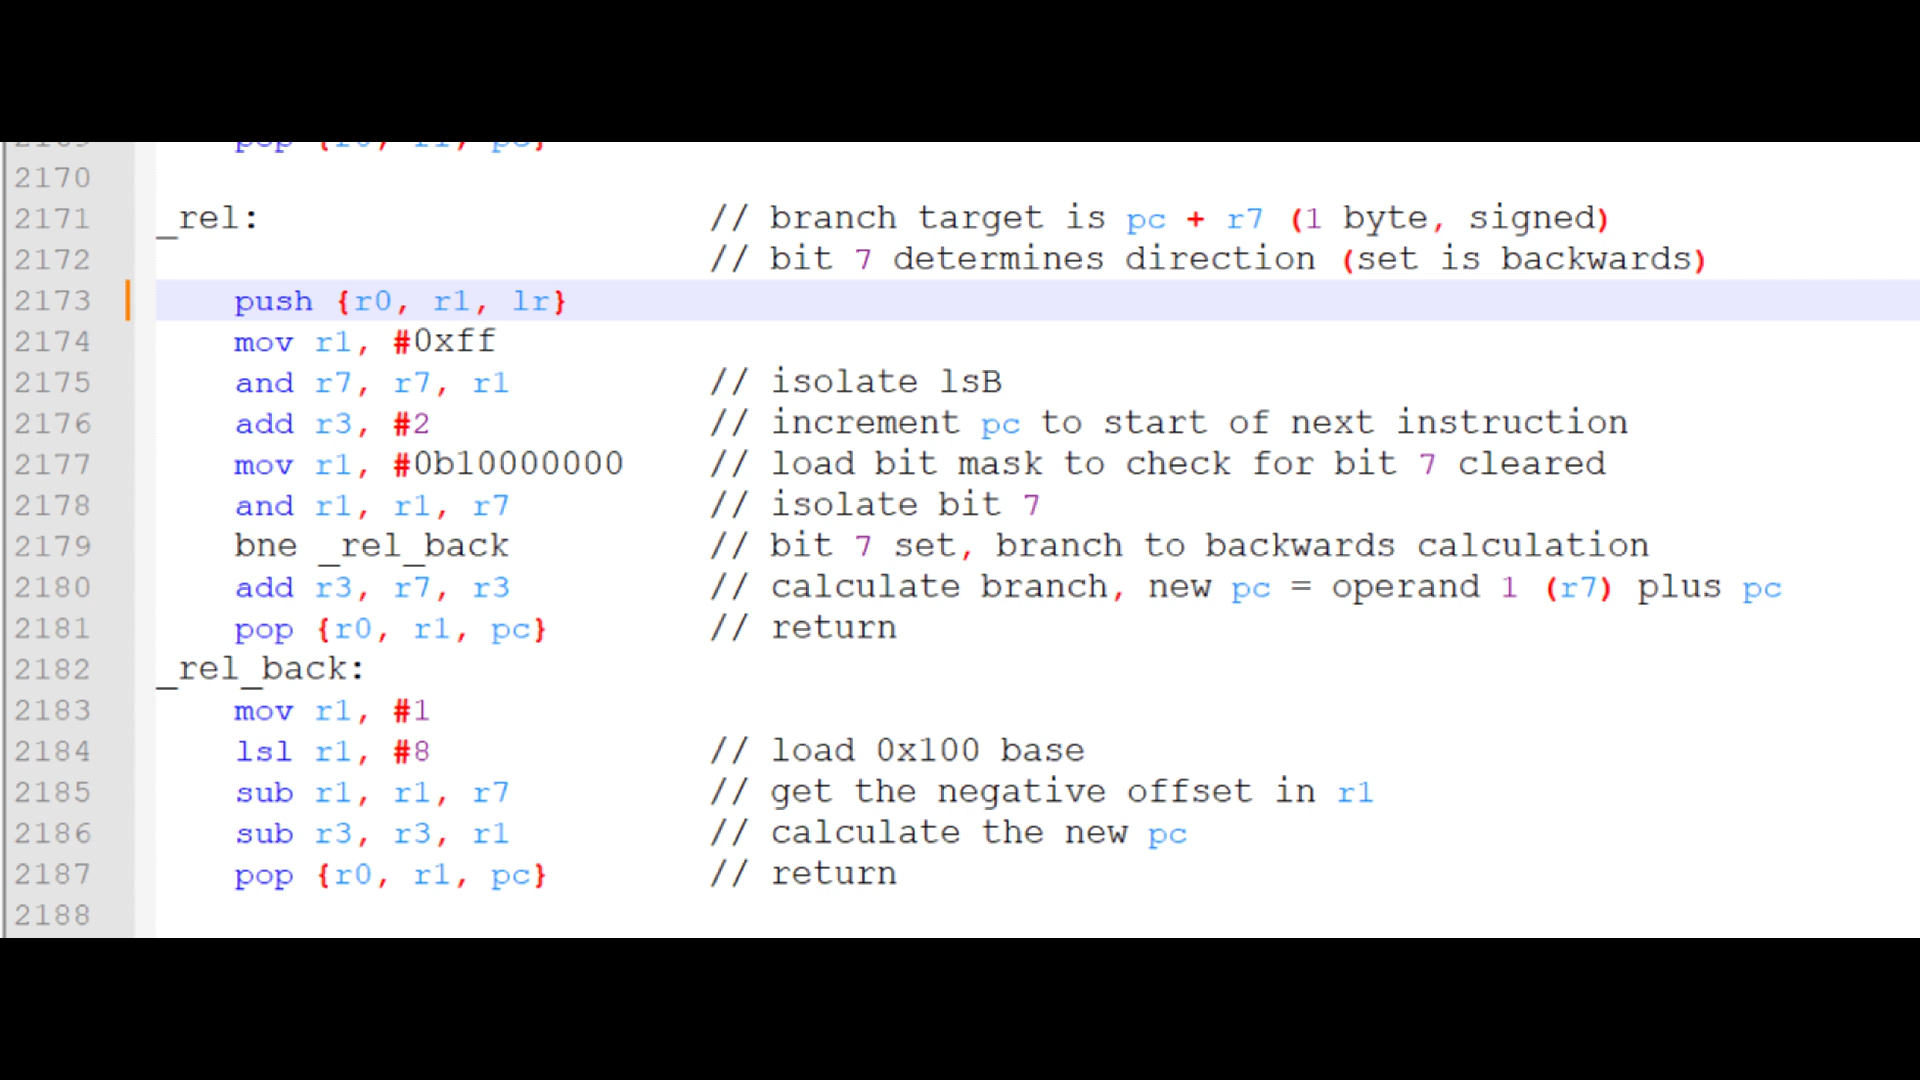 2169 pop {r0, r1, pc}
2170
2171 _rel: // branch target is pc + r7 (1 byte, signed)
2172 // bit 7 determines direction (set is backwards)
2173 push {r0, r1, lr}
2174 mov r1, #0xff
2175 and r7, r7, r1 // isolate lsB
2176 add r3, #2 // increment pc to start of next instruction
2177 mov r1, #0b10000000 // load bit mask to check for bit 7 cleared
2178 and r1, r1, r7 // isolate bit 7
2179 bne _rel_back // bit 7 set, branch to backwards calculation
2180 add r3, r7, r3 // calculate branch, new pc = operand 1 (r7) plus pc
2181 pop {r0, r1, pc} // return
2182 _rel_back:
2183 mov r1, #1
2184 lsl r1, #8 // load 0x100 base
2185 sub r1, r1, r7 // get the negative offset in r1
2186 sub r3, r3, r1 // calculate the new pc
2187 pop {r0, r1, pc} // return
2188